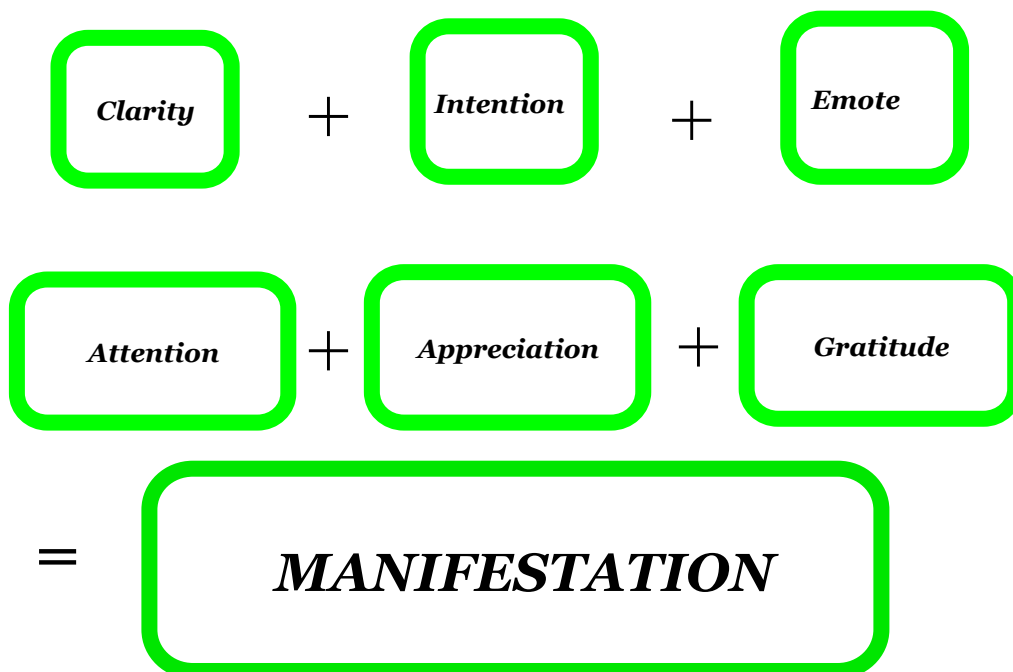 Clarity + Intention + Emote
Attention + Appreciation + Gratitude
= MANIFESTATION